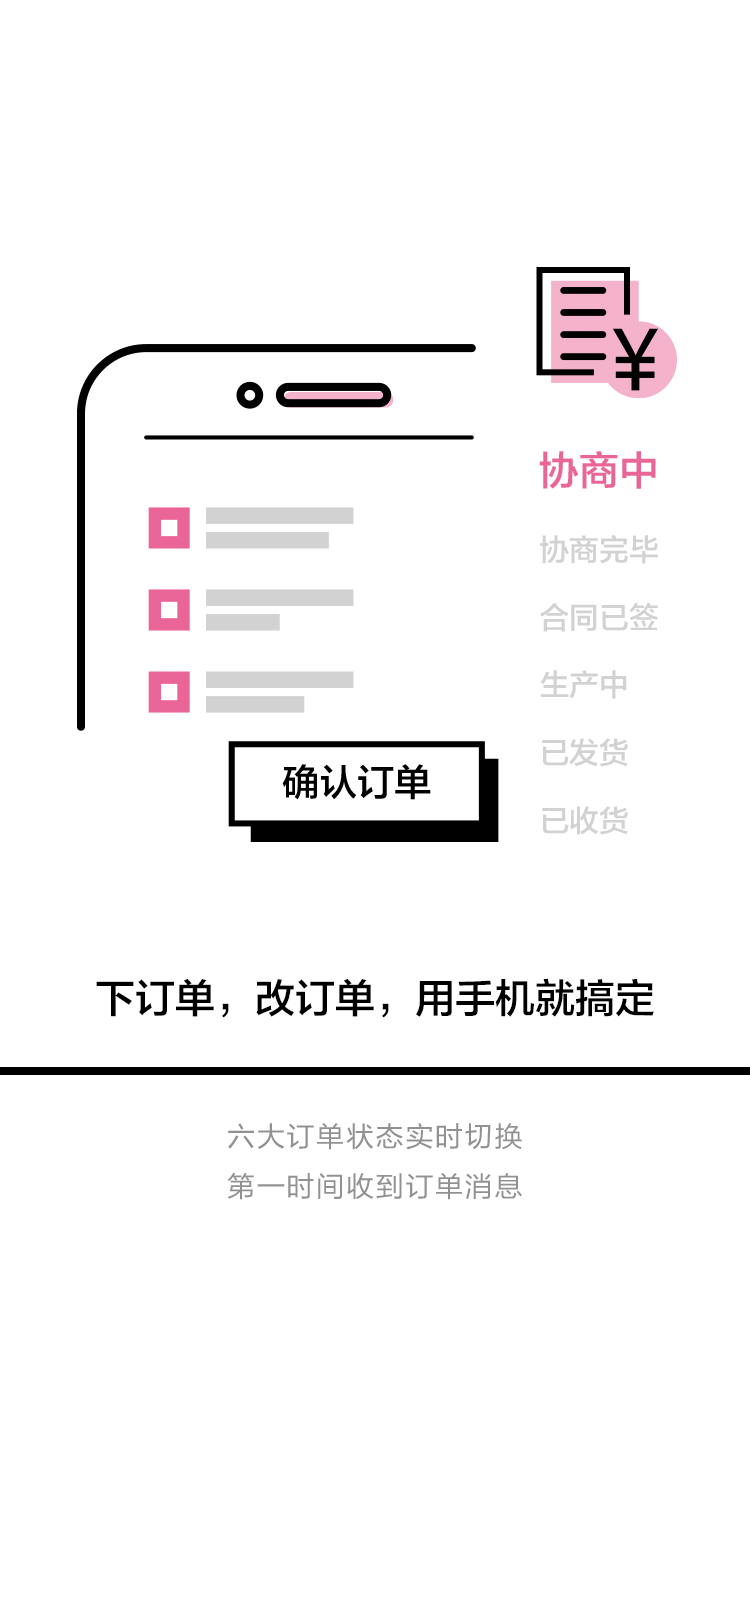 ¥
协商中
协商完毕
合同已签
生产中
已发货
已收货
确认订单
下订单，改订单，用手机就搞定
六大订单状态实时切换
第一时间收到订单消息